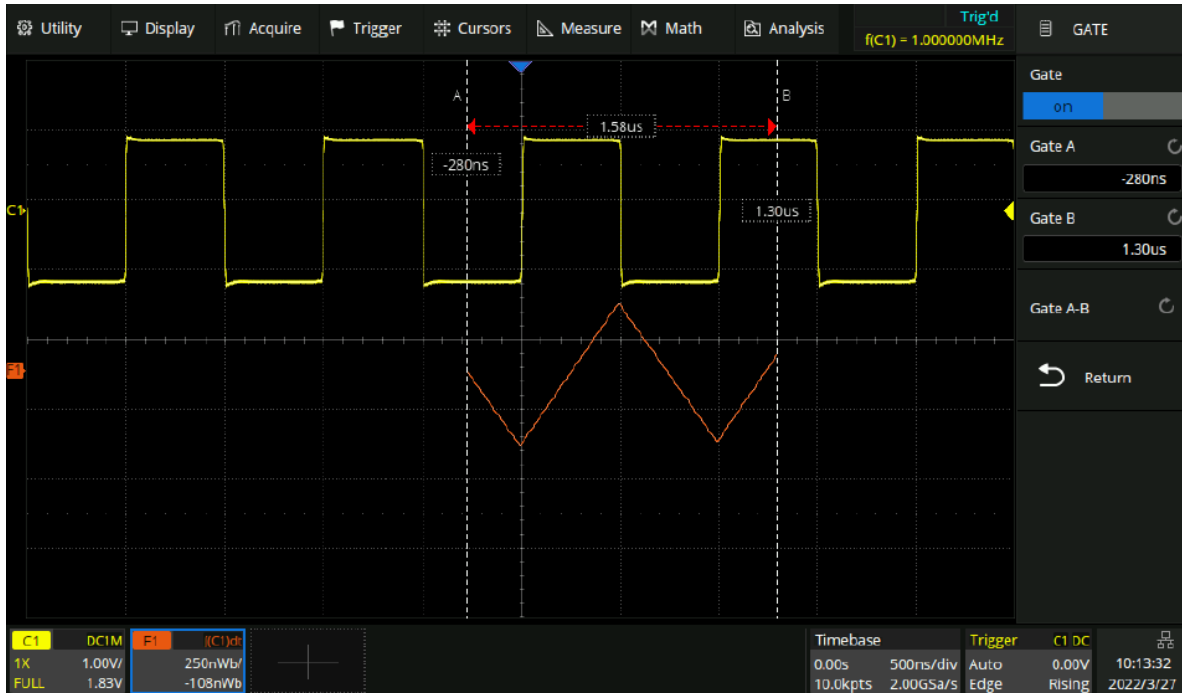 Utility Display Acquire Trigger Cursors Measure Math Analysis
Trig'd
f(C1) = 1.000000MHz
GATE
Gate
on
Gate A
-280ns
Gate B
1.30us
Gate A-B
Return
A
B
1.58us
-280ns
1.30us
C1
F1
C1 DC1M
1X 1.00V/
FULL 1.83V
F1 ∫(C1)dt
250nWb/
-108nWb
Timebase
0.00s 500ns/div
10.0kpts 2.00GSa/s
Trigger C1 DC
Auto 0.00V
Edge Rising
10:13:32
2022/3/27